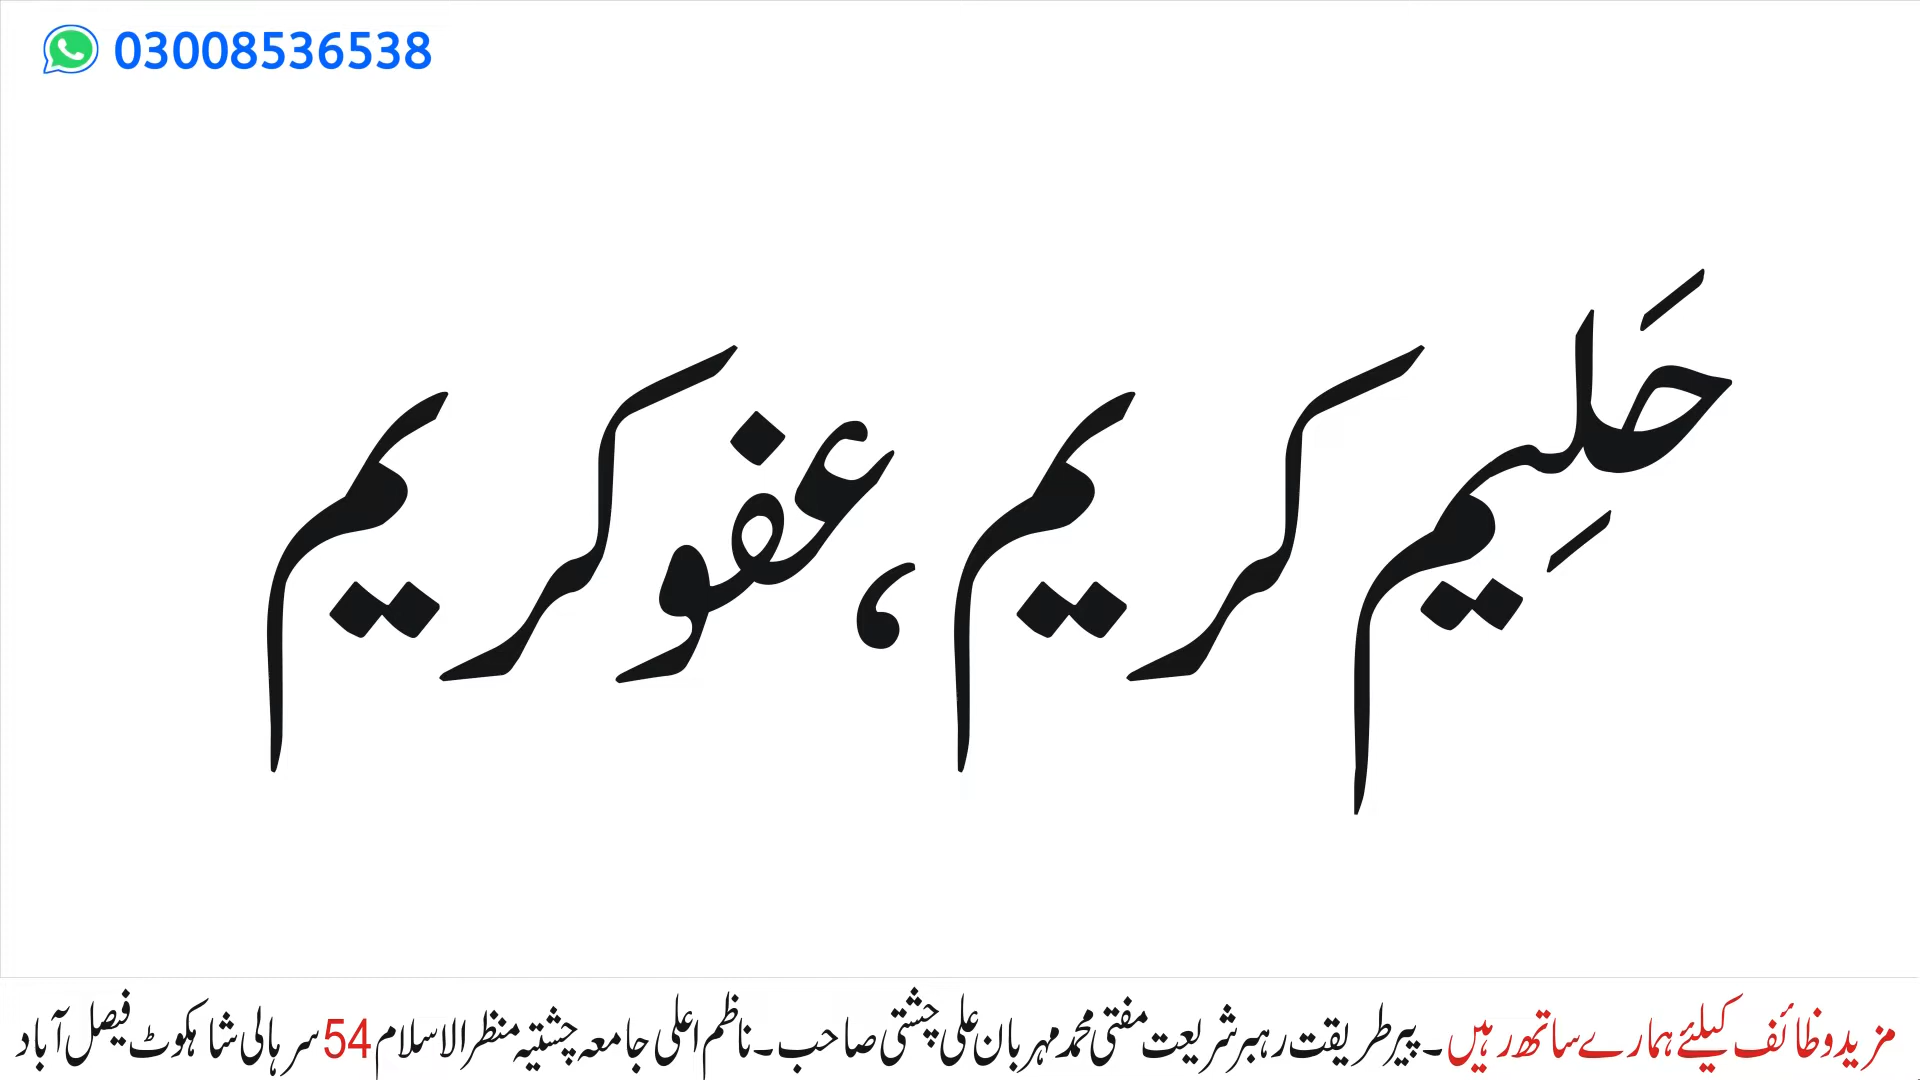 03008536538
حَلِیم کریم ، عفو کریم
مزید وظائف کیلئے ہمارے ساتھ رہیں ۔ پیر طریقت رہبر شریعت مفتی محمد مہربان علی چشتی صاحب ۔ ناظم اعلی جامعہ چشتیہ منظر الاسلام 54 سرہالی شاہکوٹ فیصل آباد